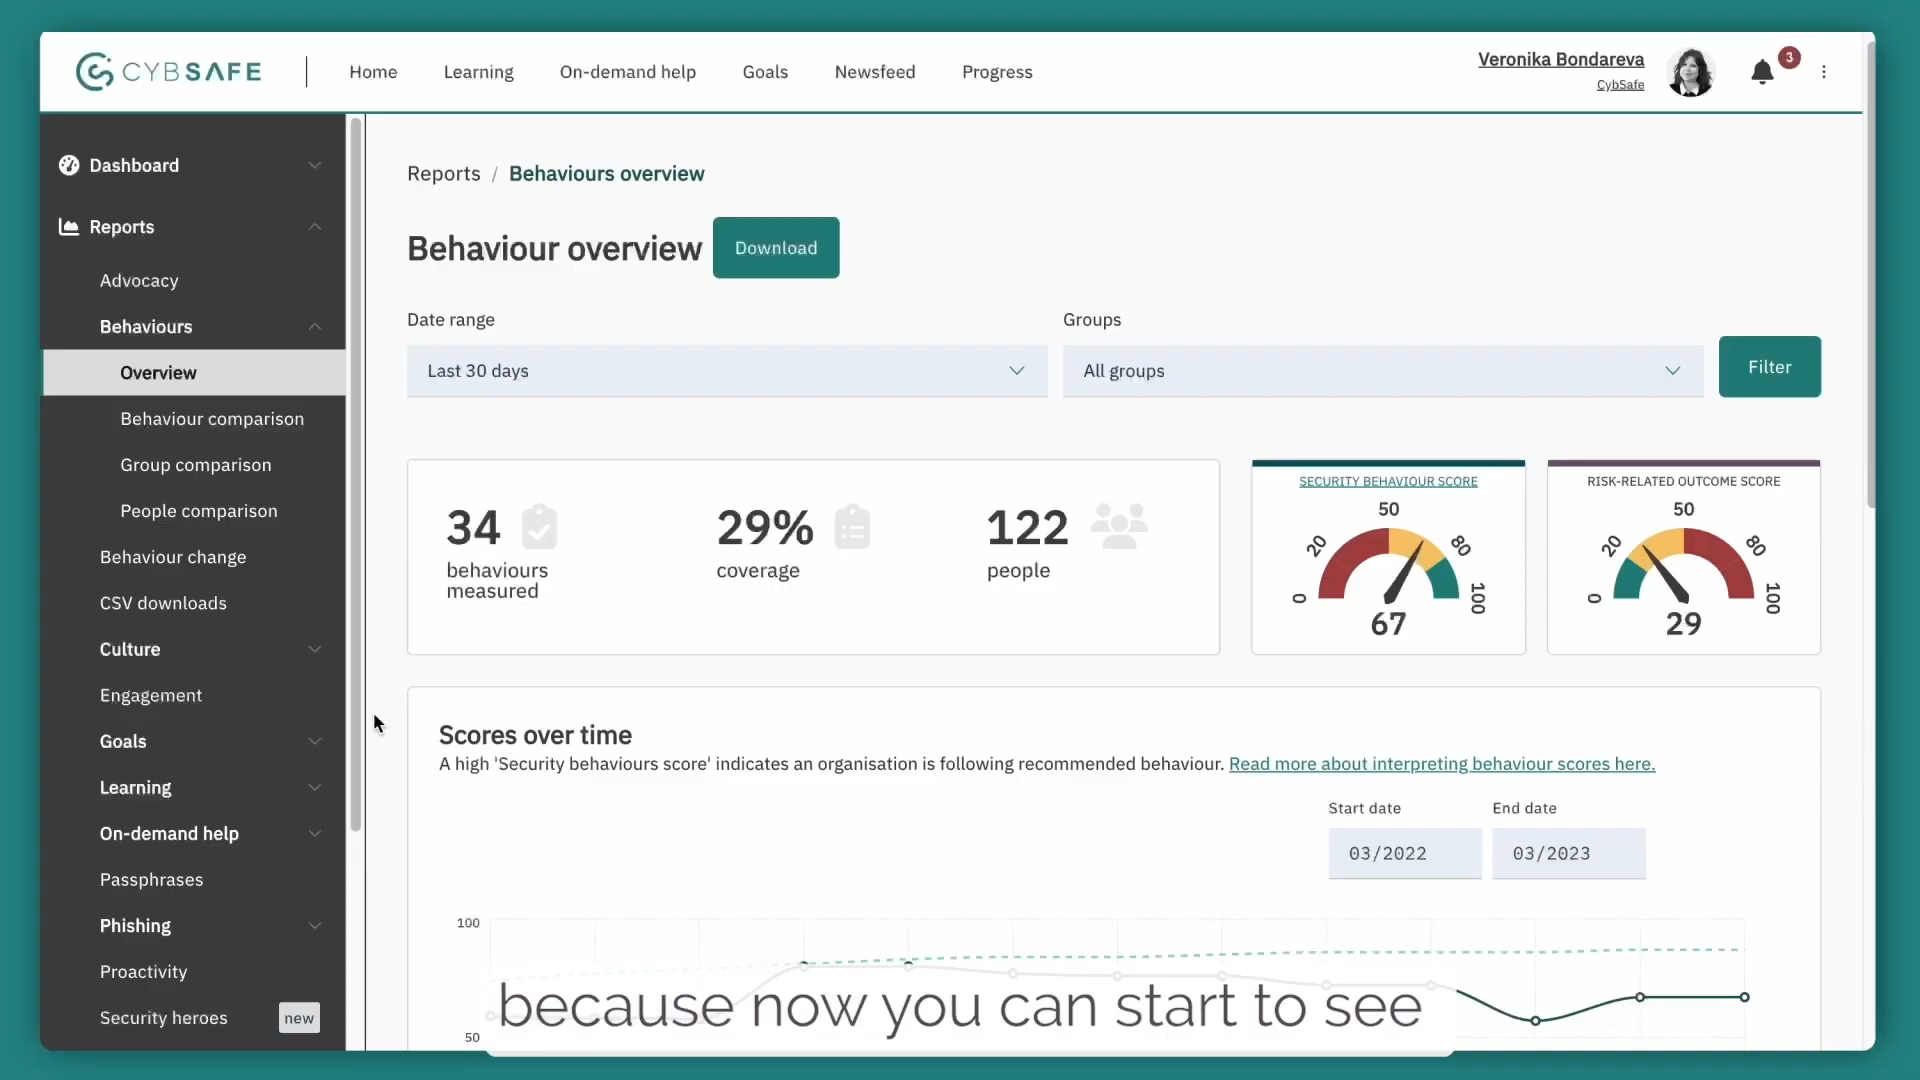 CYBSAFE
Home
Learning
On-demand help
Goals
Newsfeed
Progress
Veronika Bondareva
CybSafe
3
Dashboard
Reports
Advocacy
Behaviours
Overview
Behaviour comparison
Group comparison
People comparison
Behaviour change
CSV downloads
Culture
Engagement
Goals
Learning
On-demand help
Passphrases
Phishing
Proactivity
Security heroes
new
Reports / Behaviours overview
Behaviour overview
Download
Date range
Last 30 days
Groups
All groups
Filter
34
behaviours
measured
29%
coverage
122
people
SECURITY BEHAVIOUR SCORE
0
20
50
80
100
67
RISK-RELATED OUTCOME SCORE
0
20
50
80
100
29
Scores over time
A high 'Security behaviours score' indicates an organisation is following recommended behaviour. Read more about interpreting behaviour scores here.
Start date
03/2022
End date
03/2023
100
50
because now you can start to see